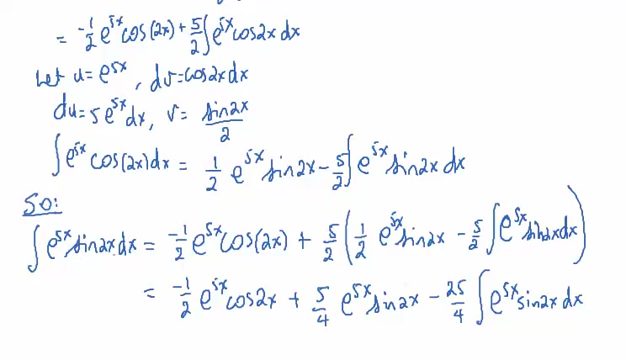 = -1/2 e^{5x} cos(2x) + 5/2 ∫ e^{5x} cos2x dx
Let u = e^{5x}, dv = cos2x dx
du = 5e^{5x} dx, v = sin2x/2
∫ e^{5x} cos(2x) dx = 1/2 e^{5x} sin2x - 5/2 ∫ e^{5x} sin2x dx
So:
∫ e^{5x} sin2x dx = -1/2 e^{5x} cos(2x) + 5/2 (1/2 e^{5x} sin2x - 5/2 ∫ e^{5x} sin2x dx)
= -1/2 e^{5x} cos2x + 5/4 e^{5x} sin2x - 25/4 ∫ e^{5x} sin2x dx